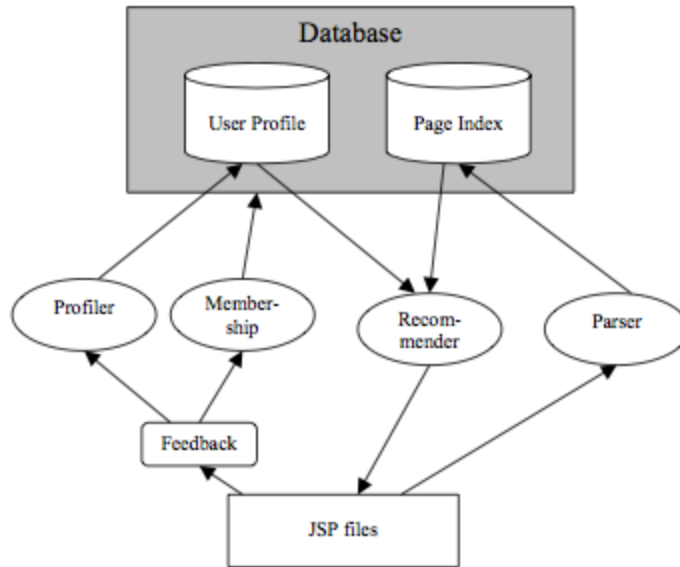 Database
User Profile
Page Index
Profiler
Member-
ship
Recom-
mender
Parser
Feedback
JSP files